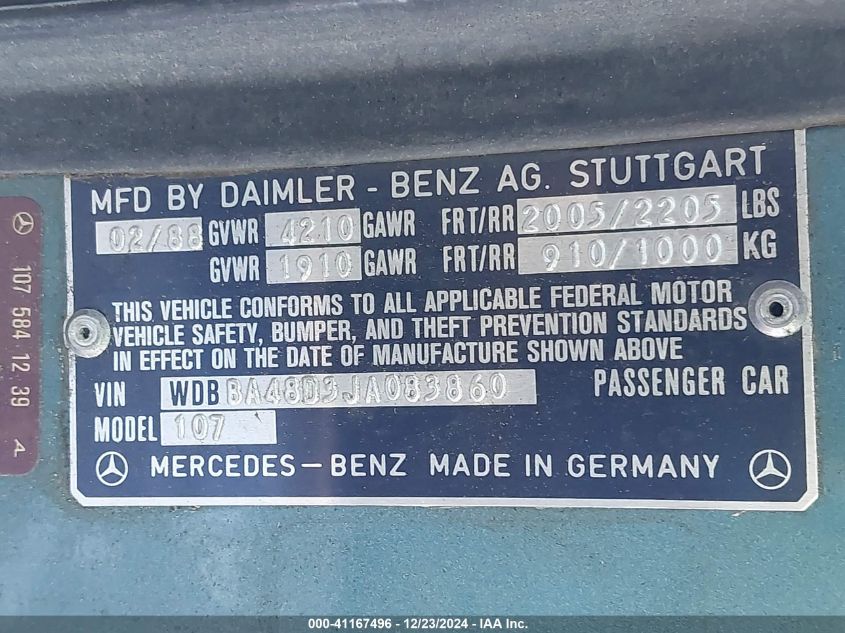 MFD BY DAIMLER - BENZ AG. STUTTGART
02/88 GVWR 4210 GAWR FRT/RR 2005/2205 LBS
GVWR 1910 GAWR FRT/RR 910/1000 KG
THIS VEHICLE CONFORMS TO ALL APPLICABLE FEDERAL MOTOR
VEHICLE SAFETY, BUMPER, AND THEFT PREVENTION STANDARDS
IN EFFECT ON THE DATE OF MANUFACTURE SHOWN ABOVE
VIN WDB BA48D3JA083860 PASSENGER CAR
MODEL 107
MERCEDES - BENZ MADE IN GERMANY
107 584 12 39 A
000-41167496 - 12/23/2024 - IAA Inc.